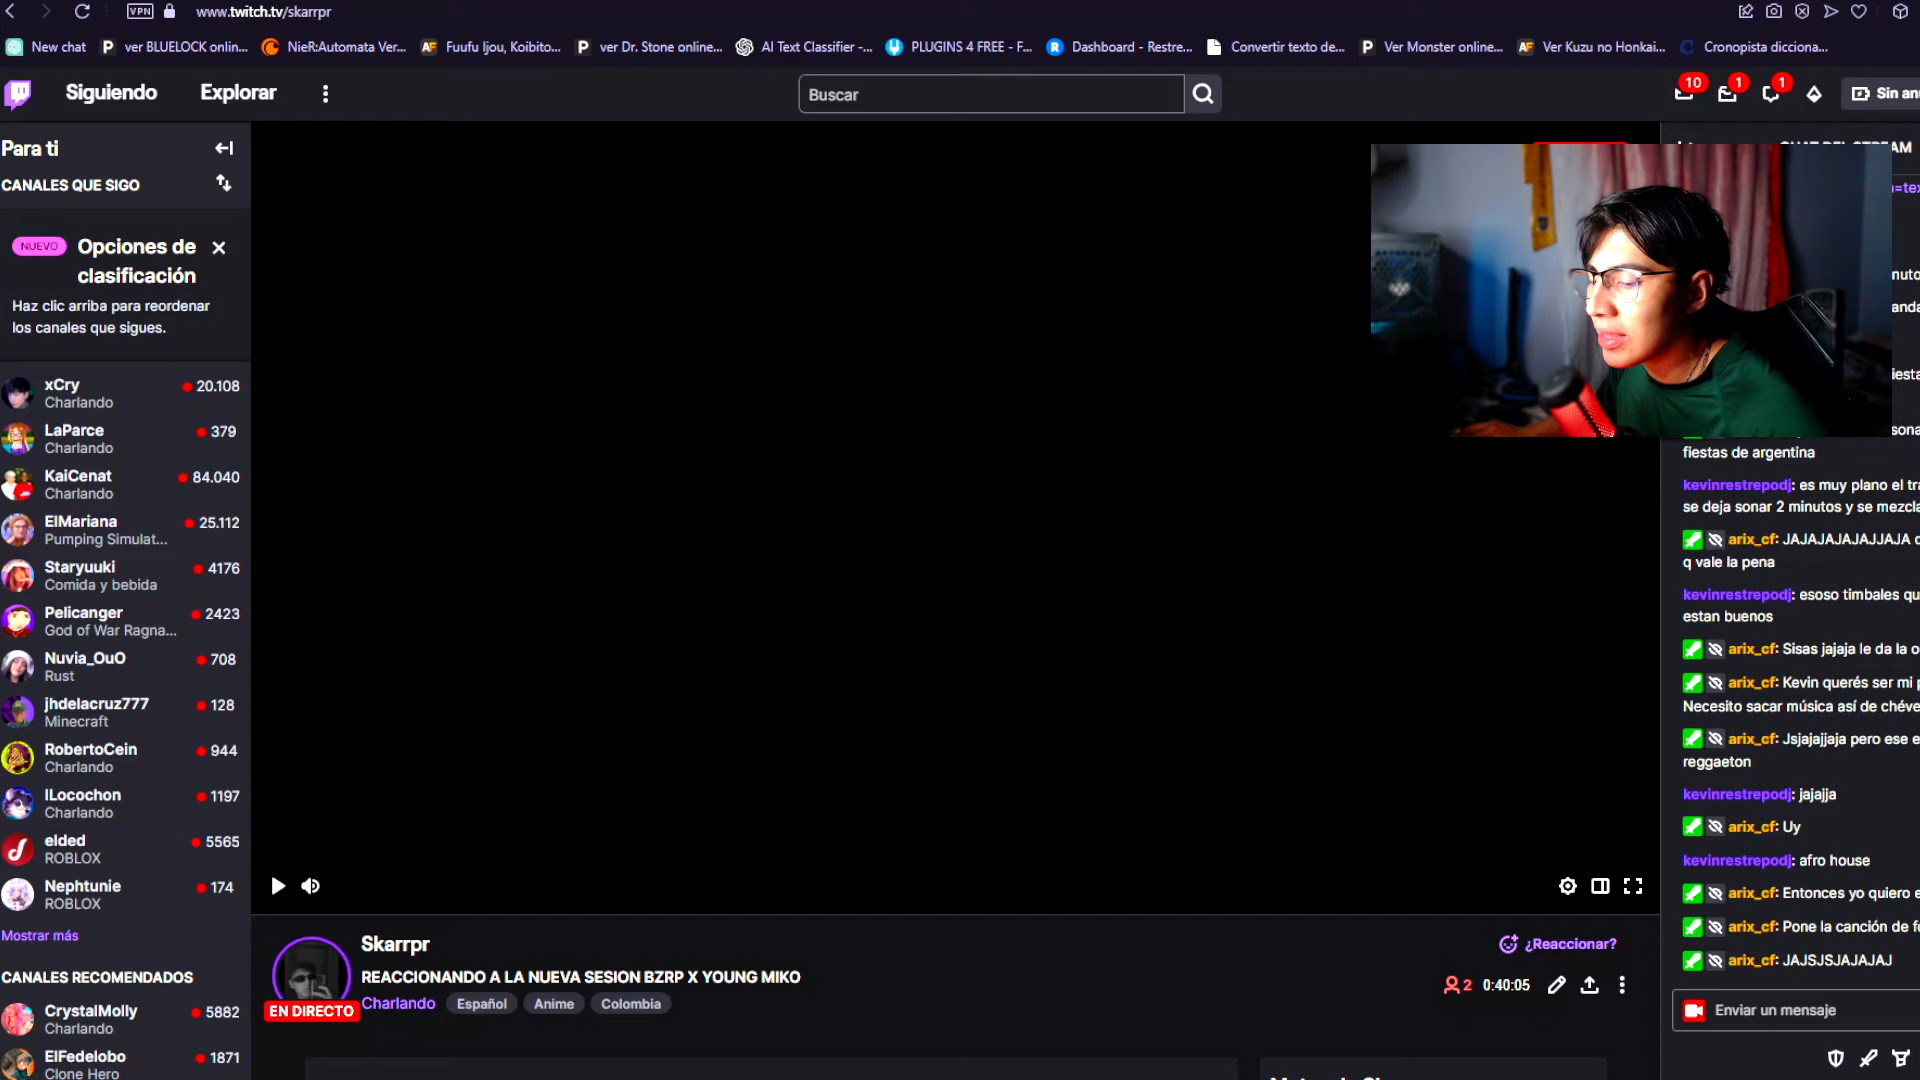 VPN
www.twitch.tv/skarrpr
New chat
ver BLUELOCK onlin...
NieR:Automata Ver...
Fuufu Ijou, Koibito...
ver Dr. Stone online...
AI Text Classifier -...
PLUGINS 4 FREE - F...
Dashboard - Restre...
Convertir texto de...
Ver Monster online...
Ver Kuzu no Honkai...
Cronopista dicciona...
Siguiendo
Explorar
Buscar
10
1
1
Sin an
Para ti
CANALES QUE SIGO
NUEVO
Opciones de
clasificación
Haz clic arriba para reordenar
los canales que sigues.
xCry
20.108
Charlando
LaParce
379
Charlando
KaiCenat
84.040
Charlando
ElMariana
25.112
Pumping Simulat...
Staryuuki
4176
Comida y bebida
Pelicanger
2423
God of War Ragna...
Nuvia_OuO
708
Rust
jhdelacruz777
128
Minecraft
RobertoCein
944
Charlando
ILocochon
1197
Charlando
elded
5565
ROBLOX
Nephtunie
174
ROBLOX
Mostrar más
CANALES RECOMENDADOS
CrystalMolly
5882
Charlando
ElFedelobo
1871
Clone Hero
Skarrpr
REACCIONANDO A LA NUEVA SESION BZRP X YOUNG MIKO
EN DIRECTO
Charlando
Español
Anime
Colombia
¿Reaccionar?
2
0:40:05
fiestas de argentina
kevinrestrepodj: es muy plano el tra
se deja sonar 2 minutos y se mezcla
arix_cf: JAJAJAJAJAJJAJA
q vale la pena
kevinrestrepodj: esoso timbales qu
estan buenos
arix_cf: Sisas jajaja le da la
arix_cf: Kevin querés ser mi
Necesito sacar música así de chéve
arix_cf: Jsjajajjaja pero ese
reggaeton
kevinrestrepodj: jajajja
arix_cf: Uy
kevinrestrepodj: afro house
arix_cf: Entonces yo quiero
arix_cf: Pone la canción de
arix_cf: JAJSJSJAJAJAJ
Enviar un mensaje